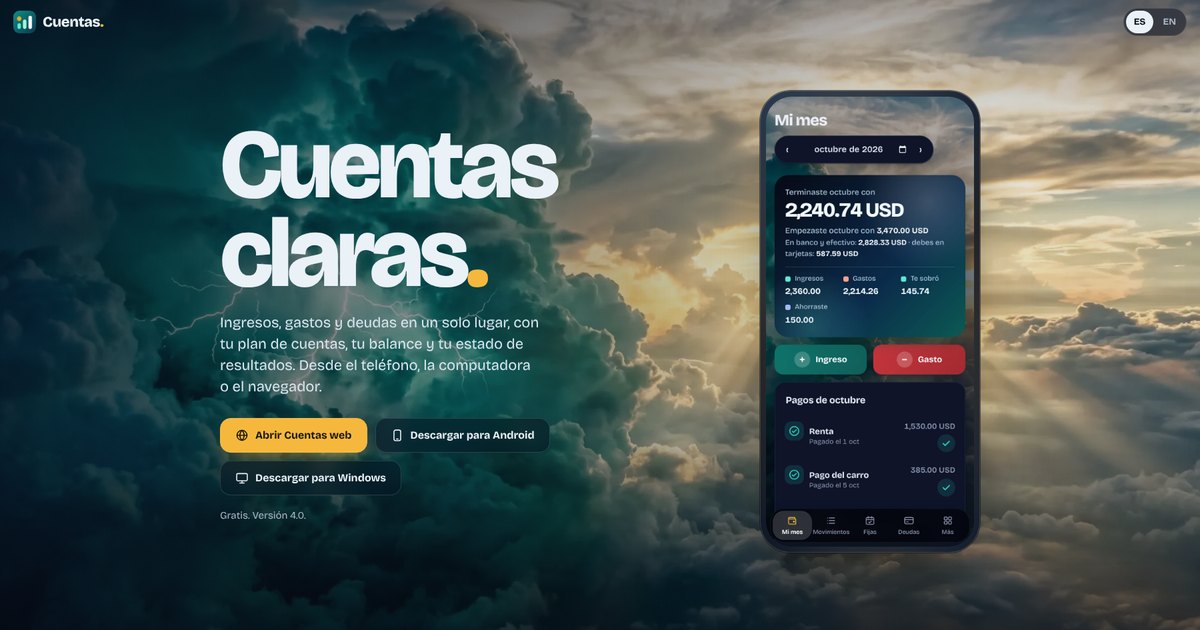 Cuentas.
ES EN
Cuentas
claras.
Ingresos, gastos y deudas en un solo lugar, con
tu plan de cuentas, tu balance y tu estado de
resultados. Desde el teléfono, la computadora
o el navegador.
Abrir Cuentas web
Descargar para Android
Descargar para Windows
Gratis. Versión 4.0.
Mi mes
‹ octubre de 2026 ›
Terminaste octubre con
2,240.74 USD
Empezaste octubre con 3,470.00 USD
En banco y efectivo: 2,828.33 USD · debes en
tarjetas: 587.59 USD
Ingresos Gastos Te sobró
2,360.00 2,214.26 145.74
Ahorraste
150.00
+ Ingreso
− Gasto
Pagos de octubre
Renta 1,530.00 USD
Pagado el 1 oct
Pago del carro 385.00 USD
Pagado el 5 oct
Mi mes Movimientos Fijas Deudas Más